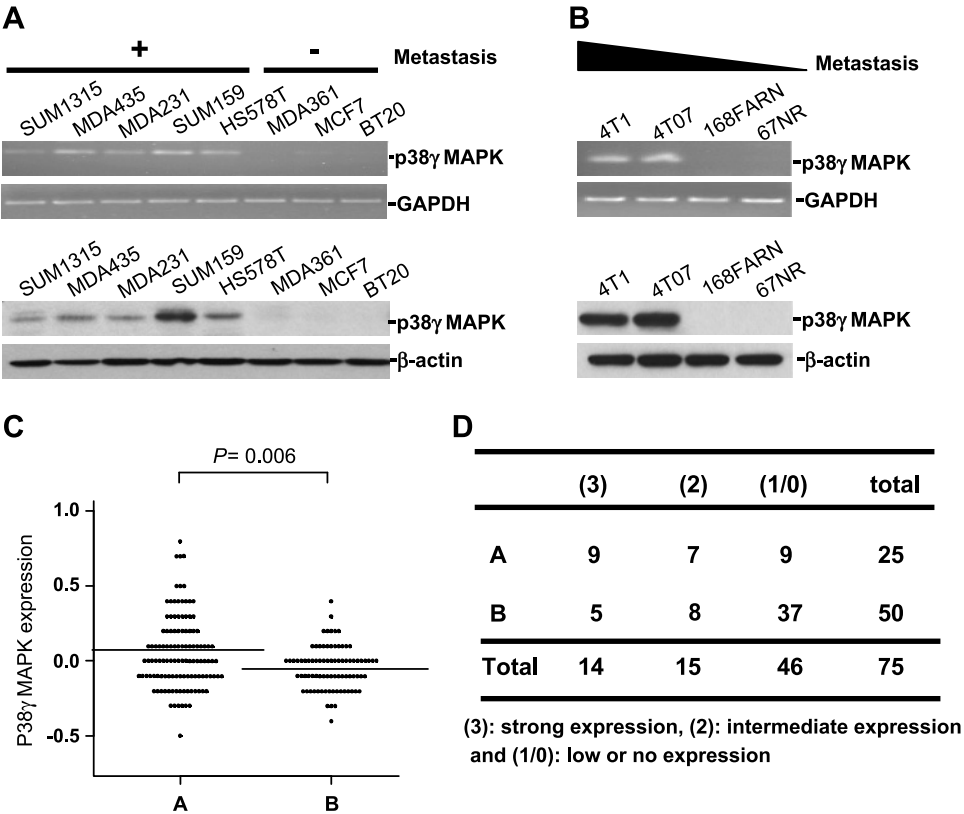 A
+ -
Metastasis
SUM1315 MDA435 MDA231 SUM159 HS578T MDA361 MCF7 BT20
-p38γ MAPK
-GAPDH
SUM1315 MDA435 MDA231 SUM159 HS578T MDA361 MCF7 BT20
-p38γ MAPK
-β-actin
B
Metastasis
4T1 4T07 168FARN 67NR
-p38γ MAPK
-GAPDH
4T1 4T07 168FARN 67NR
-p38γ MAPK
-β-actin
C
P= 0.006
P38γ MAPK expression
1.0
0.5
0.0
-0.5
A B
D
(3) (2) (1/0) total
A 9 7 9 25
B 5 8 37 50
Total 14 15 46 75
(3): strong expression, (2): intermediate expression
and (1/0): low or no expression